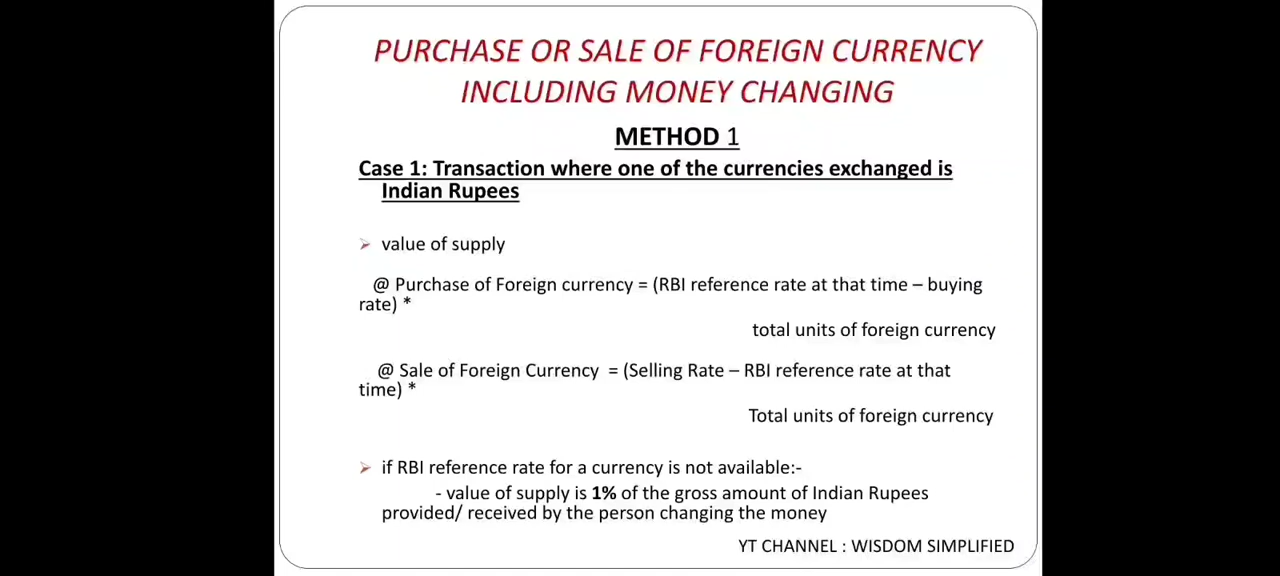 PURCHASE OR SALE OF FOREIGN CURRENCY
INCLUDING MONEY CHANGING
METHOD 1
Case 1: Transaction where one of the currencies exchanged is
Indian Rupees
value of supply
@ Purchase of Foreign currency = (RBI reference rate at that time – buying
rate) *
total units of foreign currency
@ Sale of Foreign Currency = (Selling Rate – RBI reference rate at that
time) *
Total units of foreign currency
if RBI reference rate for a currency is not available:-
- value of supply is 1% of the gross amount of Indian Rupees
provided/ received by the person changing the money
YT CHANNEL : WISDOM SIMPLIFIED